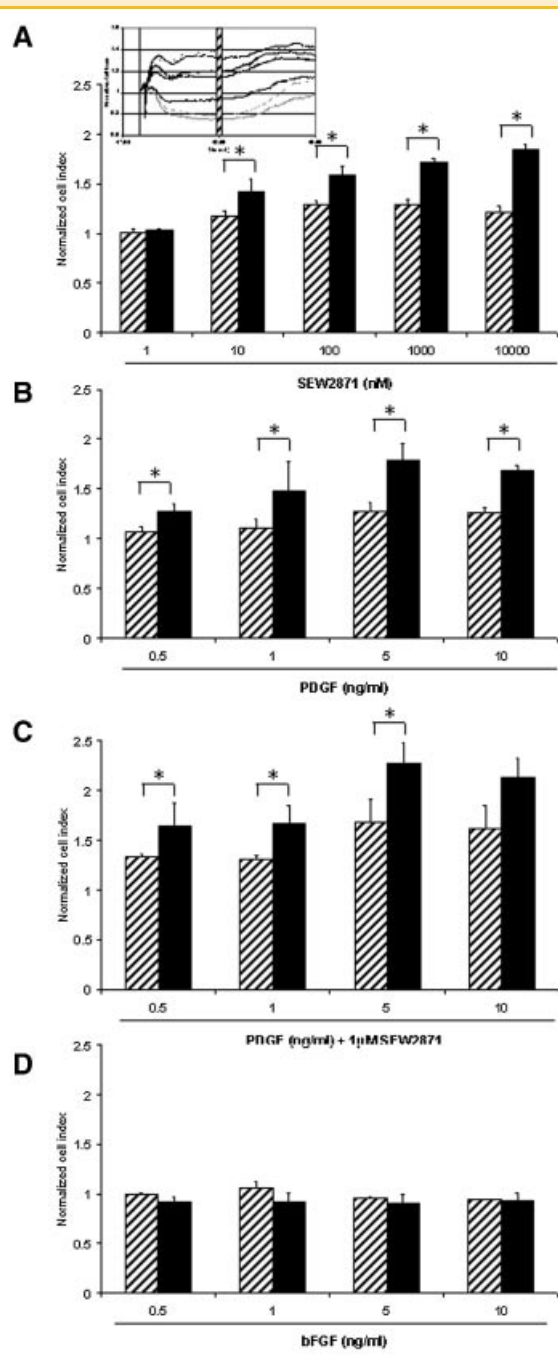 A
*
*
*
*
2.5
2
1.5
1
0.5
0
Normalized cell index
1 10 100 1000 10000
SEW2871 (nM)
B
*
*
*
*
2.5
2
1.5
1
0.5
0
Normalized cell index
0.5 1 5 10
PDGF (ng/ml)
C
*
*
*
2.5
2
1.5
1
0.5
0
Normalized cell index
0.5 1 5 10
PDGF (ng/ml) + 1μM SEW2871
D
2.5
2
1.5
1
0.5
0
Normalized cell index
0.5 1 5 10
bFGF (ng/ml)